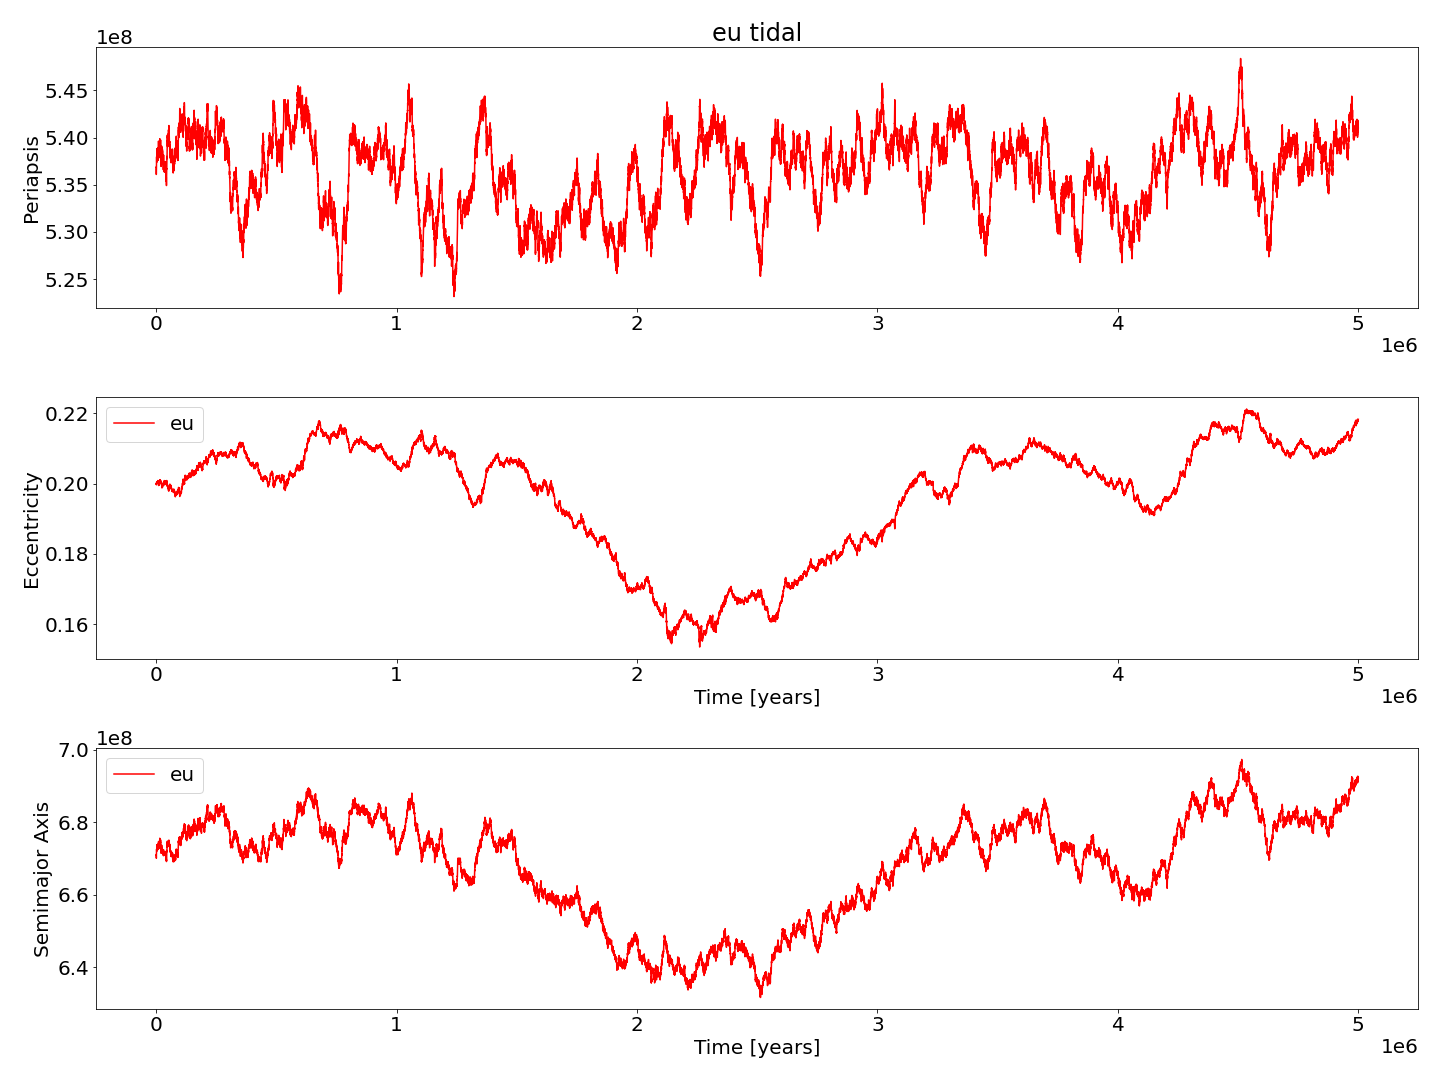 eu tidal
1e8
Periapsis
5.45
5.40
5.35
5.30
5.25
0 1 2 3 4 5
1e6
eu
Eccentricity
0.22
0.20
0.18
0.16
0 1 2 3 4 5
Time [years]
1e6
1e8
eu
Semimajor Axis
7.0
6.8
6.6
6.4
0 1 2 3 4 5
Time [years]
1e6